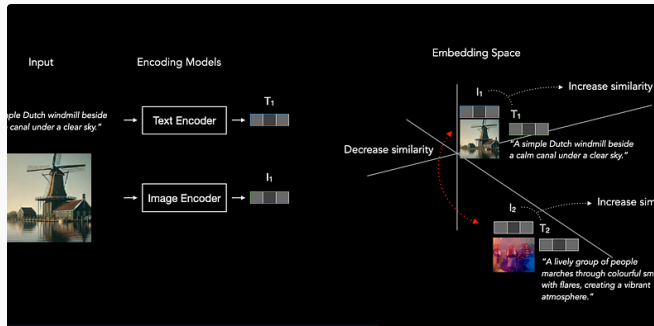 Input
Encoding Models
Embedding Space
ple Dutch windmill beside
canal under a clear sky."
Text Encoder
T1
Image Encoder
I1
Decrease similarity
I1
Increase similarity
T1
"A simple Dutch windmill beside
a calm canal under a clear sky."
I2
Increase sim
T2
"A lively group of people
marches through colourful sm
with flares, creating a vibrant
atmosphere."